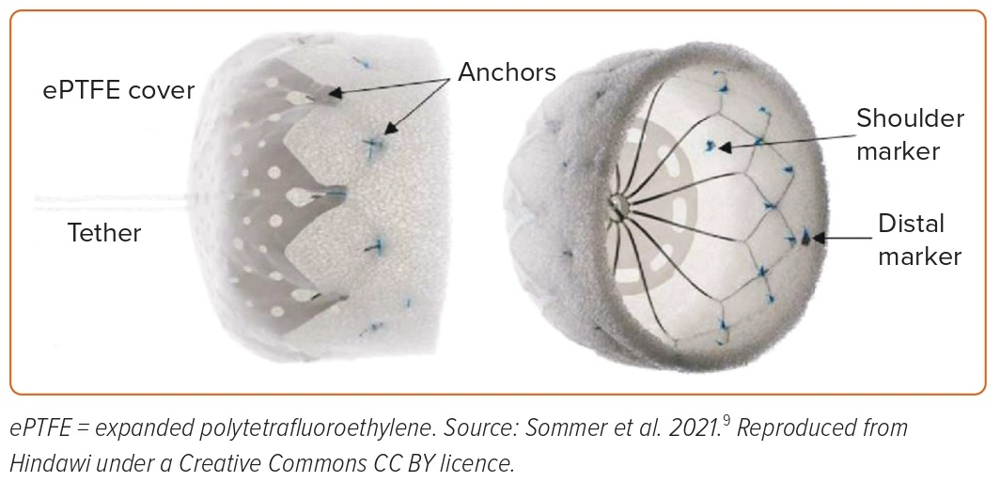 ePTFE cover
Anchors
Tether
Shoulder
marker
Distal
marker
ePTFE = expanded polytetrafluoroethylene. Source: Sommer et al. 2021.⁹ Reproduced from
Hindawi under a Creative Commons CC BY licence.